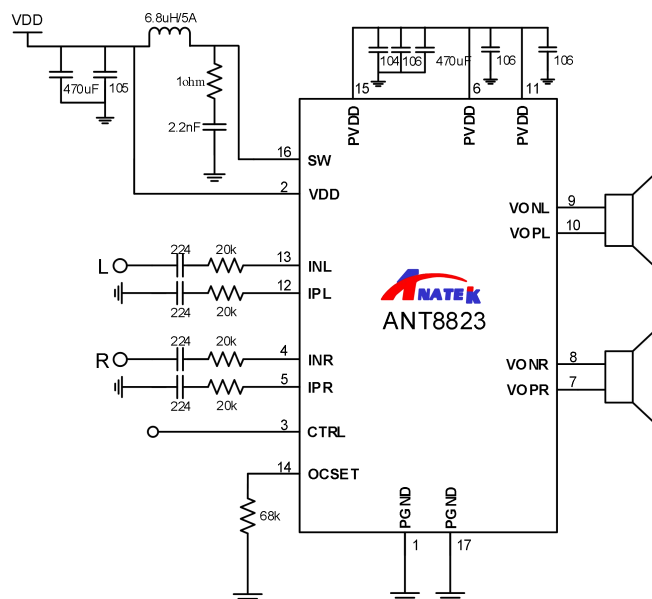 VDD
6.8uH/5A
470uF
105
1ohm
2.2nF
104
106
470uF
106
106
15
6
11
PVDD
PVDD
PVDD
16
SW
2
VDD
9
VONL
10
VOPL
L
224
20k
13
INL
224
20k
12
IPL
ANATEK
ANT8823
R
224
20k
4
INR
224
20k
5
IPR
8
VONR
7
VOPR
3
CTRL
14
OCSET
68k
PGND
PGND
1
17